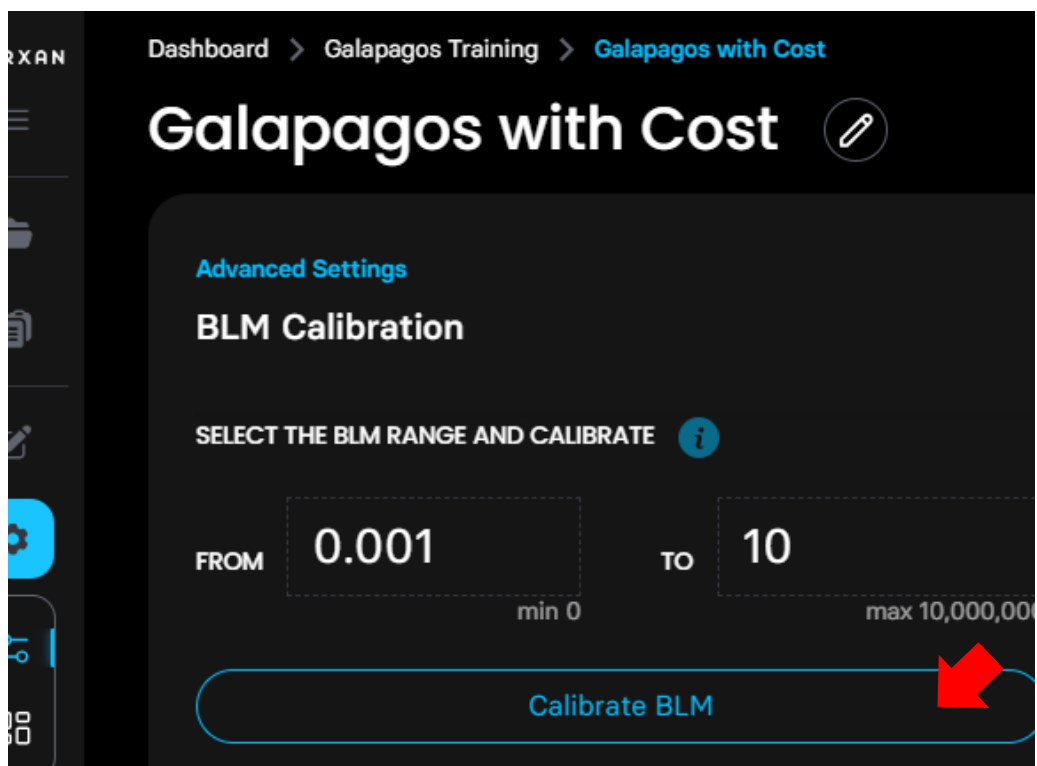 RXAN
Dashboard > Galapagos Training > Galapagos with Cost
Galapagos with Cost
Advanced Settings
BLM Calibration
SELECT THE BLM RANGE AND CALIBRATE i
FROM 0.001 TO 10
min 0 max 10,000,000
Calibrate BLM